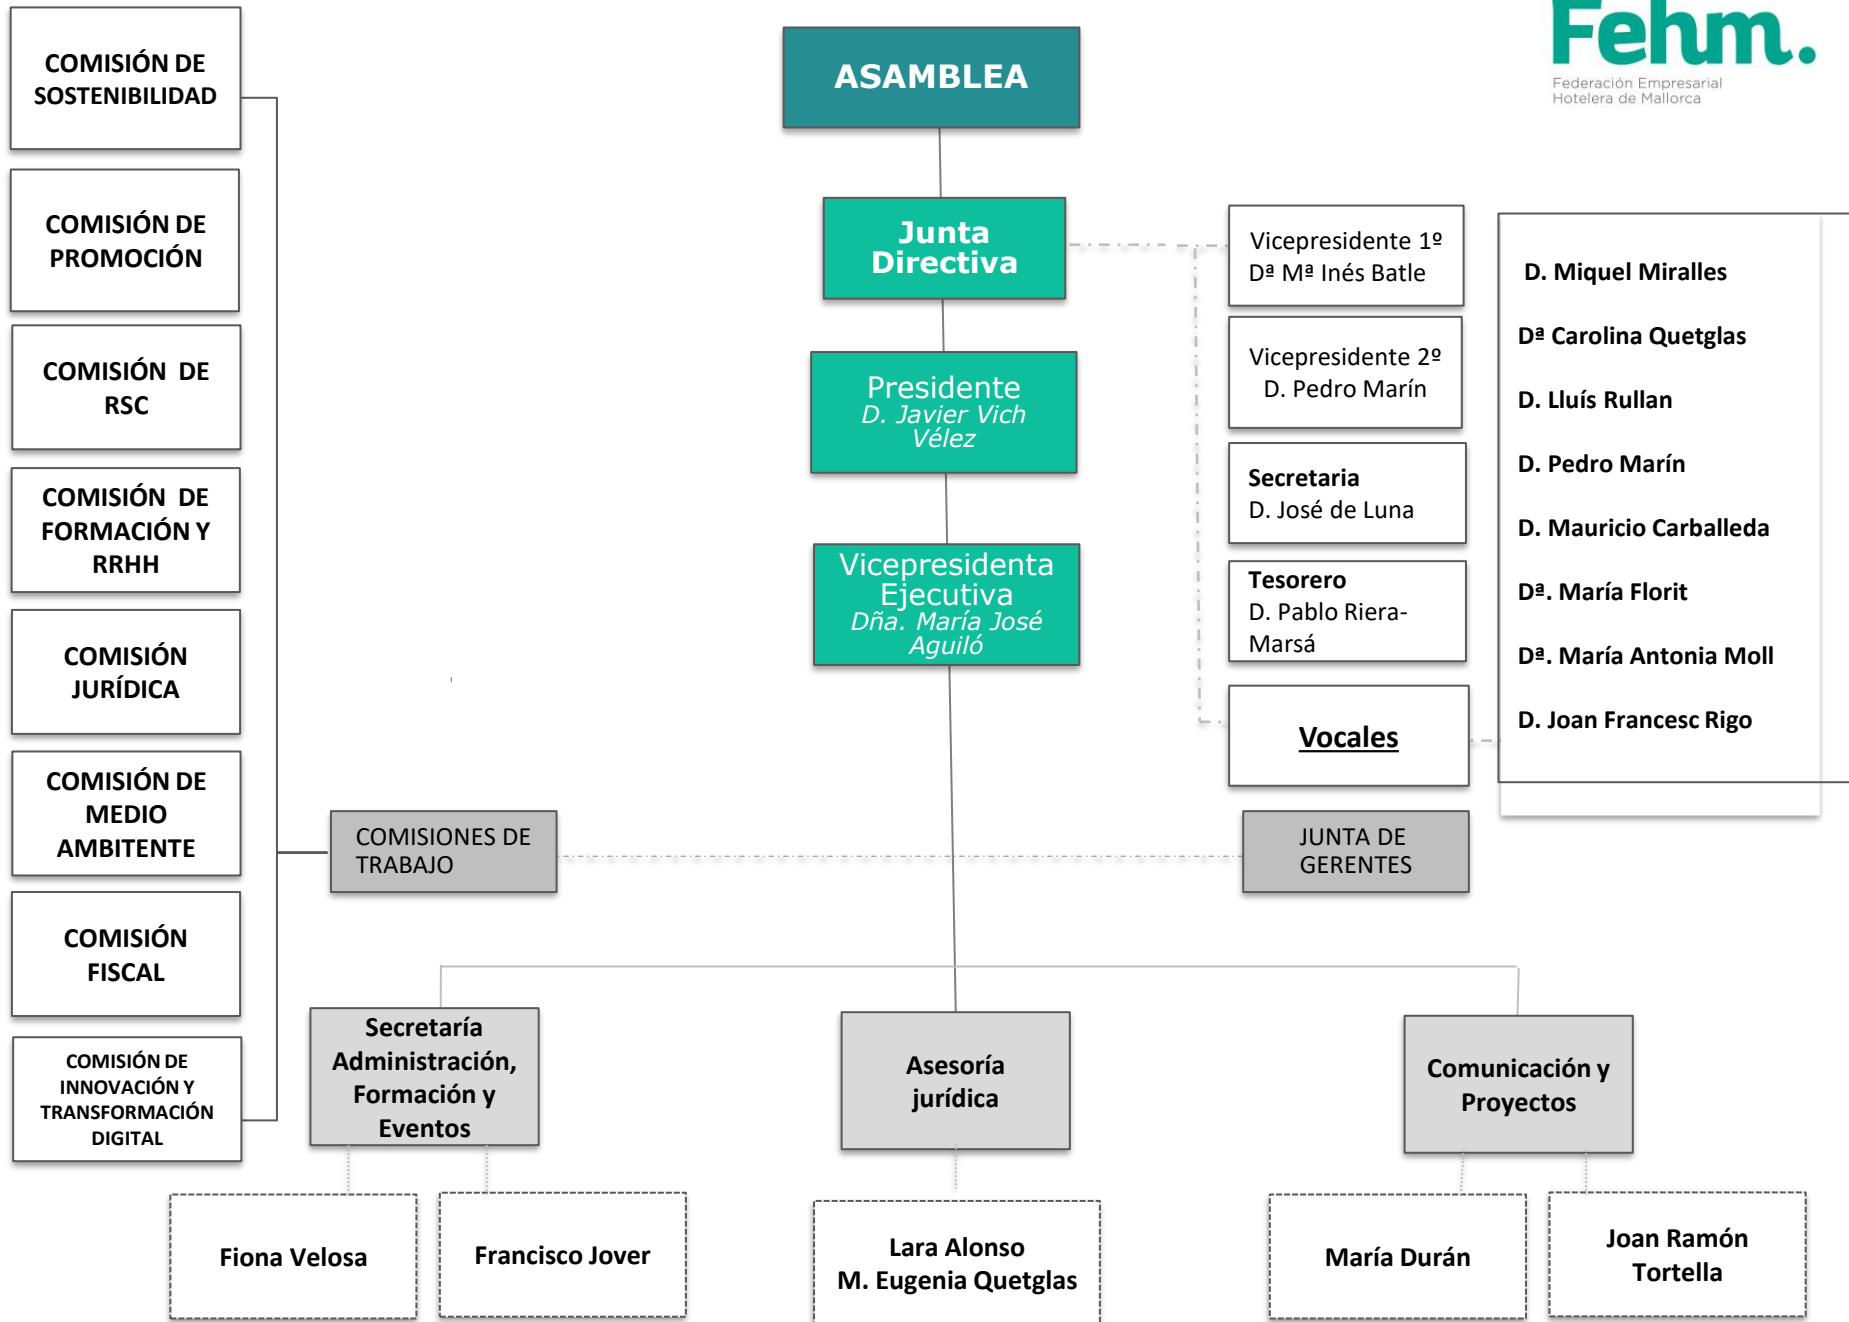 Fehm.
Federación Empresarial
Hotelera de Mallorca
ASAMBLEA
Junta
Directiva
Presidente
D. Javier Vich
Vélez
Vicepresidenta
Ejecutiva
Dña. María José
Aguiló
Vicepresidente 1º
Dª Mª Inés Batle
Vicepresidente 2º
D. Pedro Marín
Secretaria
D. José de Luna
Tesorero
D. Pablo Riera-
Marsá
Vocales
D. Miquel Miralles
Dª Carolina Quetglas
D. Lluís Rullan
D. Pedro Marín
D. Mauricio Carballeda
Dª. María Florit
Dª. María Antonia Moll
D. Joan Francesc Rigo
COMISIÓN DE
SOSTENIBILIDAD
COMISIÓN DE
PROMOCIÓN
COMISIÓN DE
RSC
COMISIÓN DE
FORMACIÓN Y
RRHH
COMISIÓN
JURÍDICA
COMISIÓN DE
MEDIO
AMBITENTE
COMISIÓN
FISCAL
COMISIÓN DE
INNOVACIÓN Y
TRANSFORMACIÓN
DIGITAL
COMISIONES DE
TRABAJO
JUNTA DE
GERENTES
Secretaría
Administración,
Formación y
Eventos
Asesoría
jurídica
Comunicación y
Proyectos
Fiona Velosa
Francisco Jover
Lara Alonso
M. Eugenia Quetglas
María Durán
Joan Ramón
Tortella